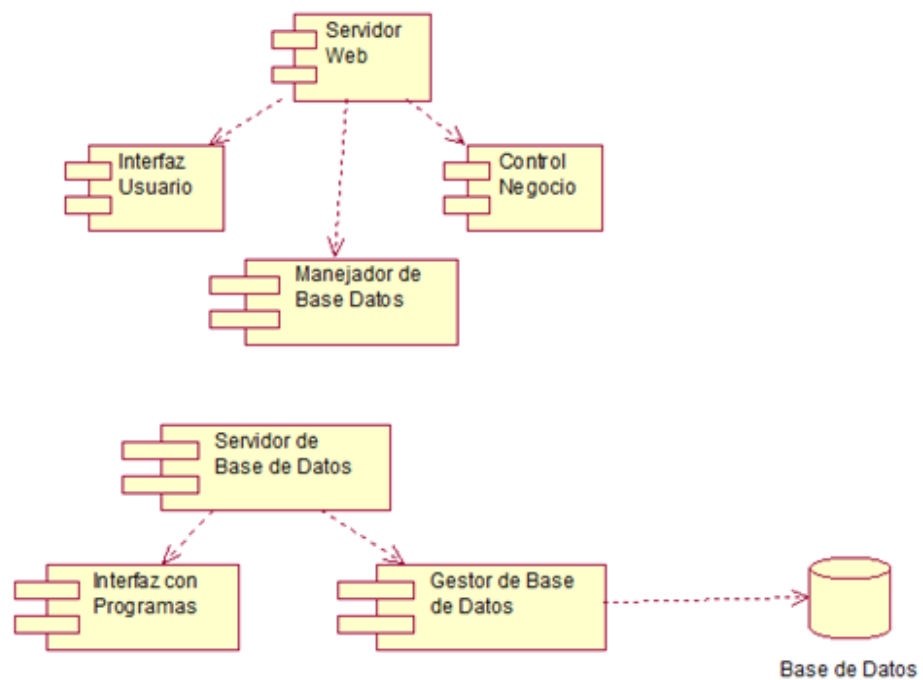 Servidor
Web
Interfaz
Usuario
Control
Negocio
Manejador de
Base Datos
Servidor de
Base de Datos
Interfaz con
Programas
Gestor de Base
de Datos
Base de Datos